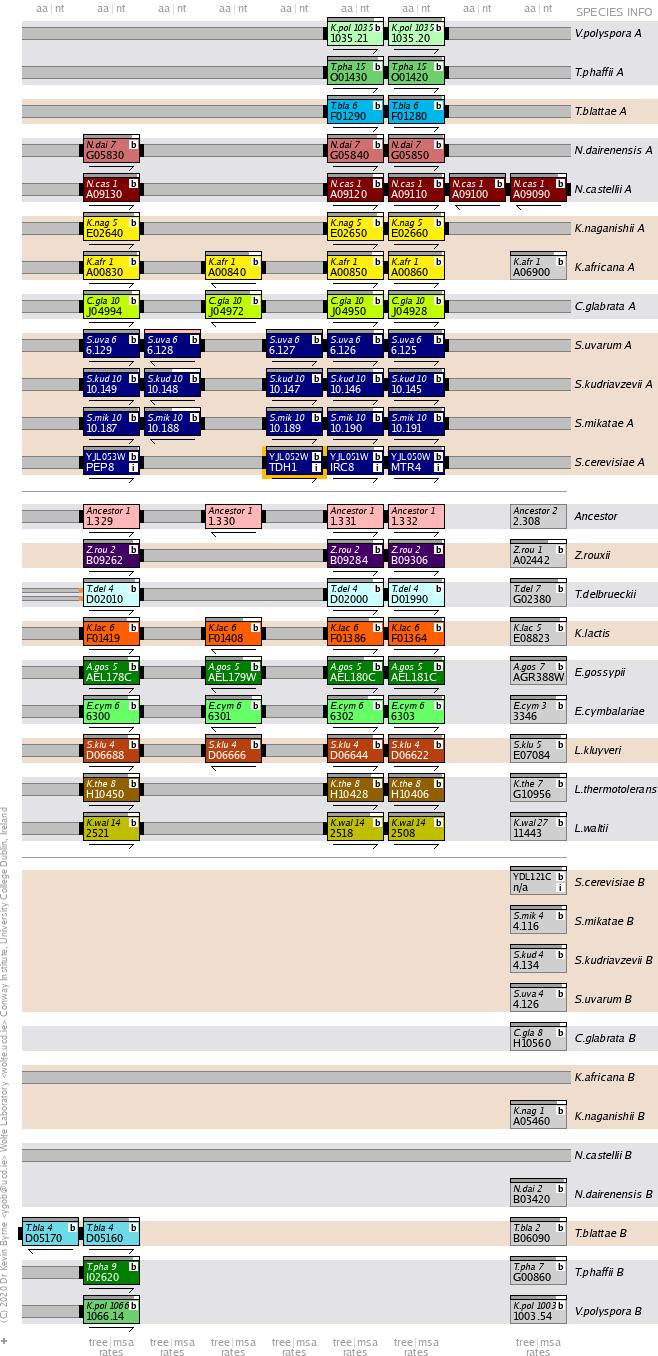 aa|nt aa|nt aa|nt aa|nt aa|nt aa|nt aa|nt aa|nt SPECIES INFO
K.pol 1035 b K.pol 1035 b
1035.21 1035.20 V.polyspora A
T.pha 15 b T.pha 15 b
O01430 O01420 T.phaffii A
T.bla 6 b T.bla 6 b
F01290 F01280 T.blattae A
N.dai 7 b N.dai 7 b N.dai 7 b
G05830 G05840 G05850 N.dairenensis A
N.cas 1 b N.cas 1 b N.cas 1 b N.cas 1 b N.cas 1 b
A09130 A09120 A09110 A09100 A09090 N.castellii A
K.nag 5 b K.nag 5 b K.nag 5 b
E02640 E02650 E02660 K.naganishii A
K.afr 1 b K.afr 1 b K.afr 1 b K.afr 1 b K.afr 1 b
A00830 A00840 A00850 A00860 A06900 K.africana A
C.gla 10 b C.gla 10 b C.gla 10 b C.gla 10 b
J04994 J04972 J04950 J04928 C.glabrata A
S.uva 6 b S.uva 6 b S.uva 6 b S.uva 6 b S.uva 6 b
6.129 6.128 6.127 6.126 6.125 S.uvarum A
S.kud 10 b S.kud 10 b S.kud 10 b S.kud 10 b S.kud 10 b
10.149 10.148 10.147 10.146 10.145 S.kudriavzevii A
S.mik 10 b S.mik 10 b S.mik 10 b S.mik 10 b S.mik 10 b
10.187 10.188 10.189 10.190 10.191 S.mikatae A
YJL053W b YJL052W b YJL051W b YJL050W b
PEP8 i TDH1 i IRC8 i MTR4 i S.cerevisiae A
Ancestor 1 Ancestor 1 Ancestor 1 Ancestor 1 Ancestor 2
1.329 1.330 1.331 1.332 2.308 Ancestor
Z.rou 2 b Z.rou 2 b Z.rou 2 b Z.rou 1 b
B09262 B09284 B09306 A02442 Z.rouxii
T.del 4 b T.del 4 b T.del 4 b T.del 7 b
D02010 D02000 D01990 G02380 T.delbrueckii
K.lac 6 b K.lac 6 b K.lac 6 b K.lac 6 b K.lac 5 b
F01419 F01408 F01386 F01364 E08823 K.lactis
A.gos 5 b A.gos 5 b A.gos 5 b A.gos 5 b A.gos 7 b
AEL178C AEL179W AEL180C AEL181C AGR388W E.gossypii
E.cym 6 b E.cym 6 b E.cym 6 b E.cym 6 b E.cym 3 b
6300 6301 6302 6303 3346 E.cymbalariae
S.klu 4 b S.klu 4 b S.klu 4 b S.klu 4 b S.klu 5 b
D06688 D06666 D06644 D06622 E07084 L.kluyveri
K.the 8 b K.the 8 b K.the 8 b K.the 7 b
H10450 H10428 H10406 G10956 L.thermotolerans
K.wal 14 b K.wal 14 b K.wal 14 b K.wal 27 b
2521 2518 2508 11443 L.waltii
YDL121C b
n/a i S.cerevisiae B
S.mik 4 b
4.116 S.mikatae B
S.kud 4 b
4.134 S.kudriavzevii B
S.uva 4 b
4.126 S.uvarum B
C.gla 8 b
H10560 C.glabrata B
K.africana B
K.nag 1 b
A05460 K.naganishii B
N.castellii B
N.dai 2 b
B03420 N.dairenensis B
T.bla 4 b T.bla 4 b T.bla 2 b
D05170 D05160 B06090 T.blattae B
T.pha 9 b T.pha 7 b
I02620 G00860 T.phaffii B
K.pol 1066 b K.pol 1003 b
1066.14 1003.54 V.polyspora B
tree|msa tree|msa tree|msa tree|msa tree|msa tree|msa tree|msa
rates rates rates rates rates rates rates
(C) 2020 Dr Kevin Byrne <ygob@ucd.ie> Wolfe Laboratory <wolfe.ucd.ie> Conway Institute, University College Dublin, Ireland